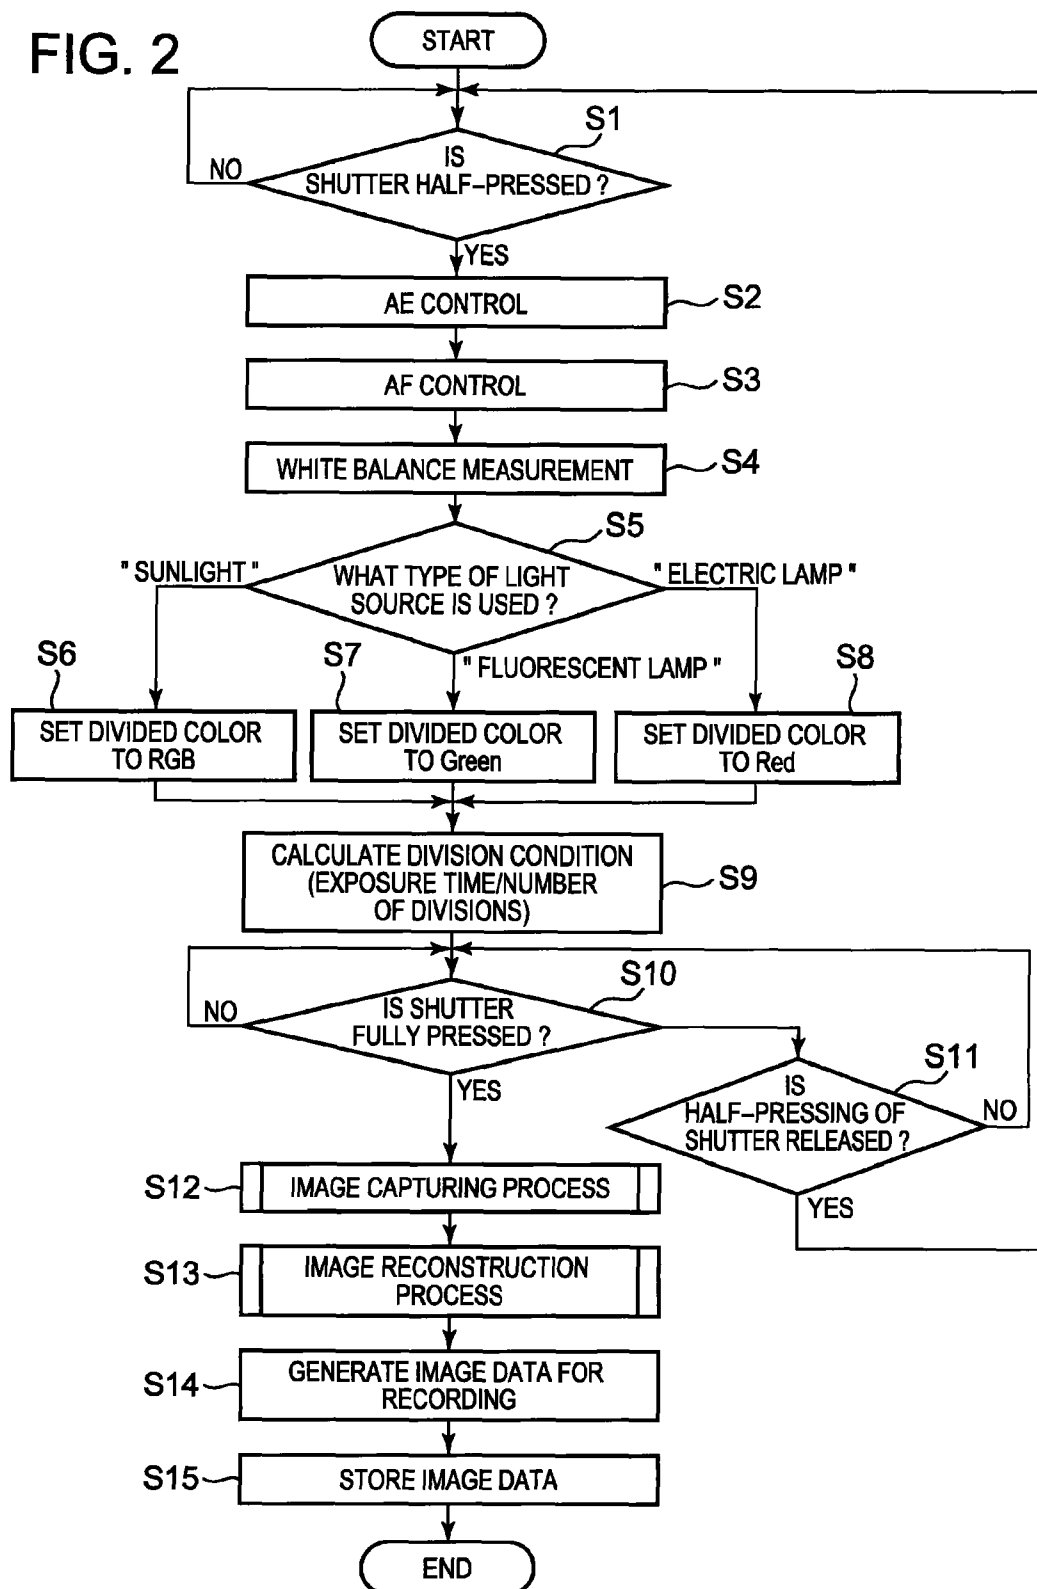 FIG. 2
START
S1
IS
SHUTTER HALF-PRESSED ?
NO
YES
AE CONTROL
S2
AF CONTROL
S3
WHITE BALANCE MEASUREMENT
S4
S5
" SUNLIGHT "
WHAT TYPE OF LIGHT
SOURCE IS USED ?
" ELECTRIC LAMP "
" FLUORESCENT LAMP "
S6
S7
S8
SET DIVIDED COLOR
TO RGB
SET DIVIDED COLOR
TO Green
SET DIVIDED COLOR
TO Red
CALCULATE DIVISION CONDITION
(EXPOSURE TIME/NUMBER
OF DIVISIONS)
S9
S10
NO
IS SHUTTER
FULLY PRESSED ?
YES
S11
IS
HALF-PRESSING OF
SHUTTER RELEASED ?
NO
YES
S12
IMAGE CAPTURING PROCESS
S13
IMAGE RECONSTRUCTION
PROCESS
S14
GENERATE IMAGE DATA FOR
RECORDING
S15
STORE IMAGE DATA
END